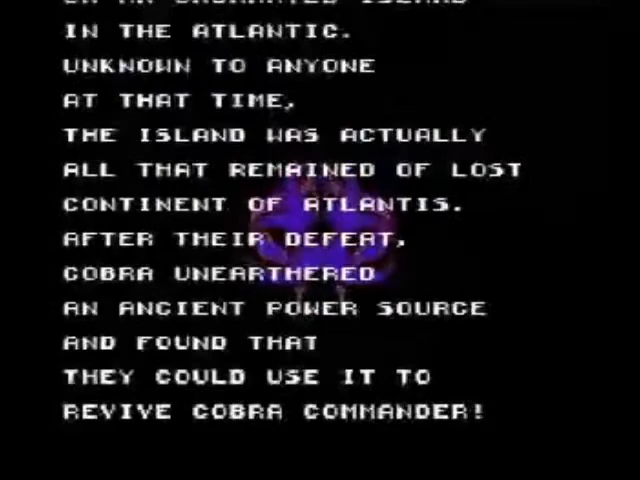 IN THE ATLANTIC.
UNKNOWN TO ANYONE
AT THAT TIME,
THE ISLAND WAS ACTUALLY
ALL THAT REMAINED OF LOST
CONTINENT OF ATLANTIS.
AFTER THEIR DEFEAT,
COBRA UNEARTHERED
AN ANCIENT POWER SOURCE
AND FOUND THAT
THEY COULD USE IT TO
REVIVE COBRA COMMANDER!